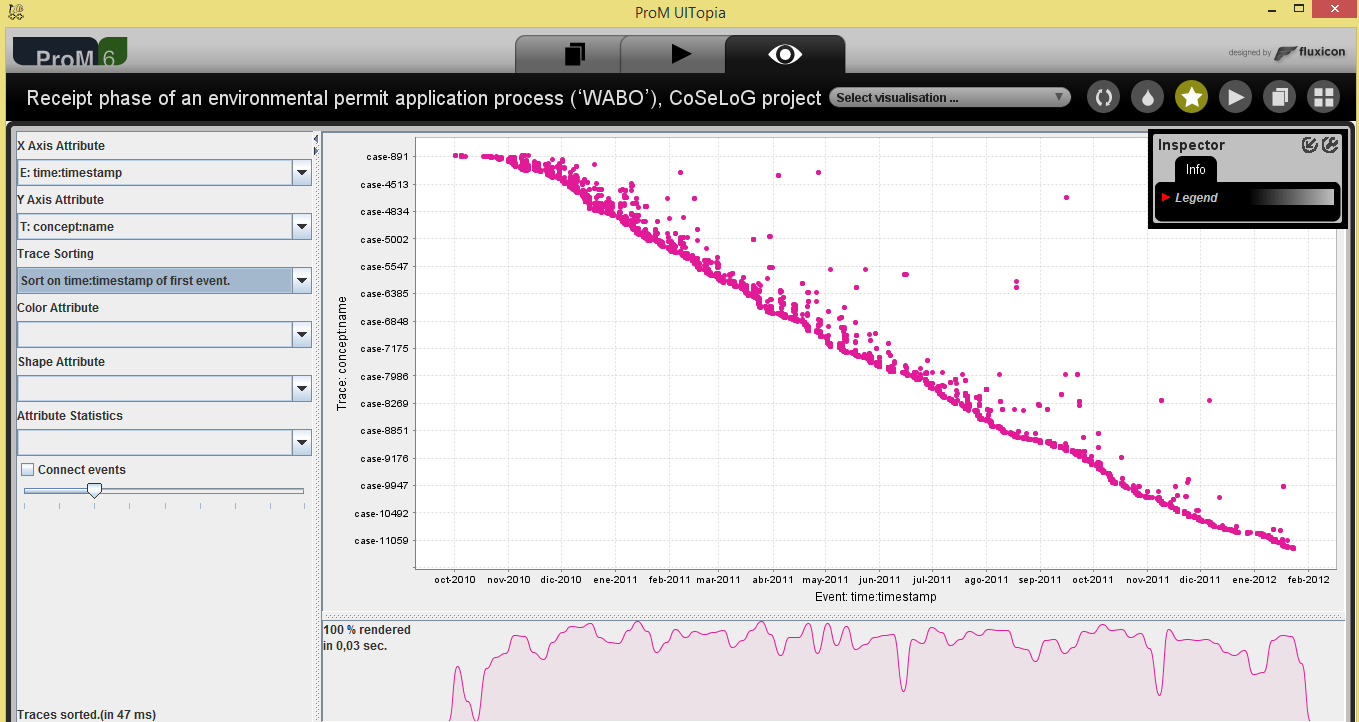 ProM UITopia
ProM 6
designed by fluxicon
Receipt phase of an environmental permit application process (‘WABO’), CoSeLoG project
Select visualisation ...
X Axis Attribute
E: time:timestamp
Y Axis Attribute
T: concept:name
Trace Sorting
Sort on time:timestamp of first event.
Color Attribute
Shape Attribute
Attribute Statistics
Connect events
Traces sorted.(in 47 ms)
Inspector
Info
Legend
Trace: concept:name
case-891
case-4513
case-4834
case-5002
case-5547
case-6385
case-6848
case-7175
case-7986
case-8269
case-8851
case-9176
case-9947
case-10492
case-11059
oct-2010 nov-2010 dic-2010 ene-2011 feb-2011 mar-2011 abr-2011 may-2011 jun-2011 jul-2011 ago-2011 sep-2011 oct-2011 nov-2011 dic-2011 ene-2012 feb-2012
Event: time:timestamp
100 % rendered
in 0,03 sec.